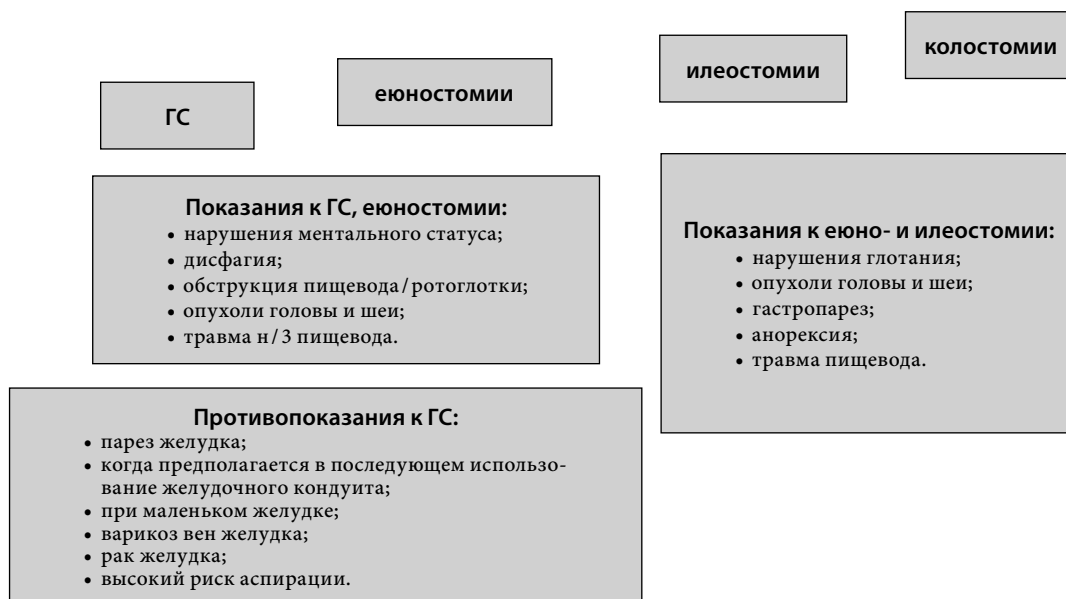 ГС
еюностомии
илеостомии
колостомии
Показания к ГС, еюностомии:
• нарушения ментального статуса;
• дисфагия;
• обструкция пищевода/ротоглотки;
• опухоли головы и шеи;
• травма н/3 пищевода.
Показания к еюно- и илеостомии:
• нарушения глотания;
• опухоли головы и шеи;
• гастропарез;
• анорексия;
• травма пищевода.
Противопоказания к ГС:
• парез желудка;
• когда предполагается в последующем использо-
вание желудочного кондуита;
• при маленьком желудке;
• варикоз вен желудка;
• рак желудка;
• высокий риск аспирации.